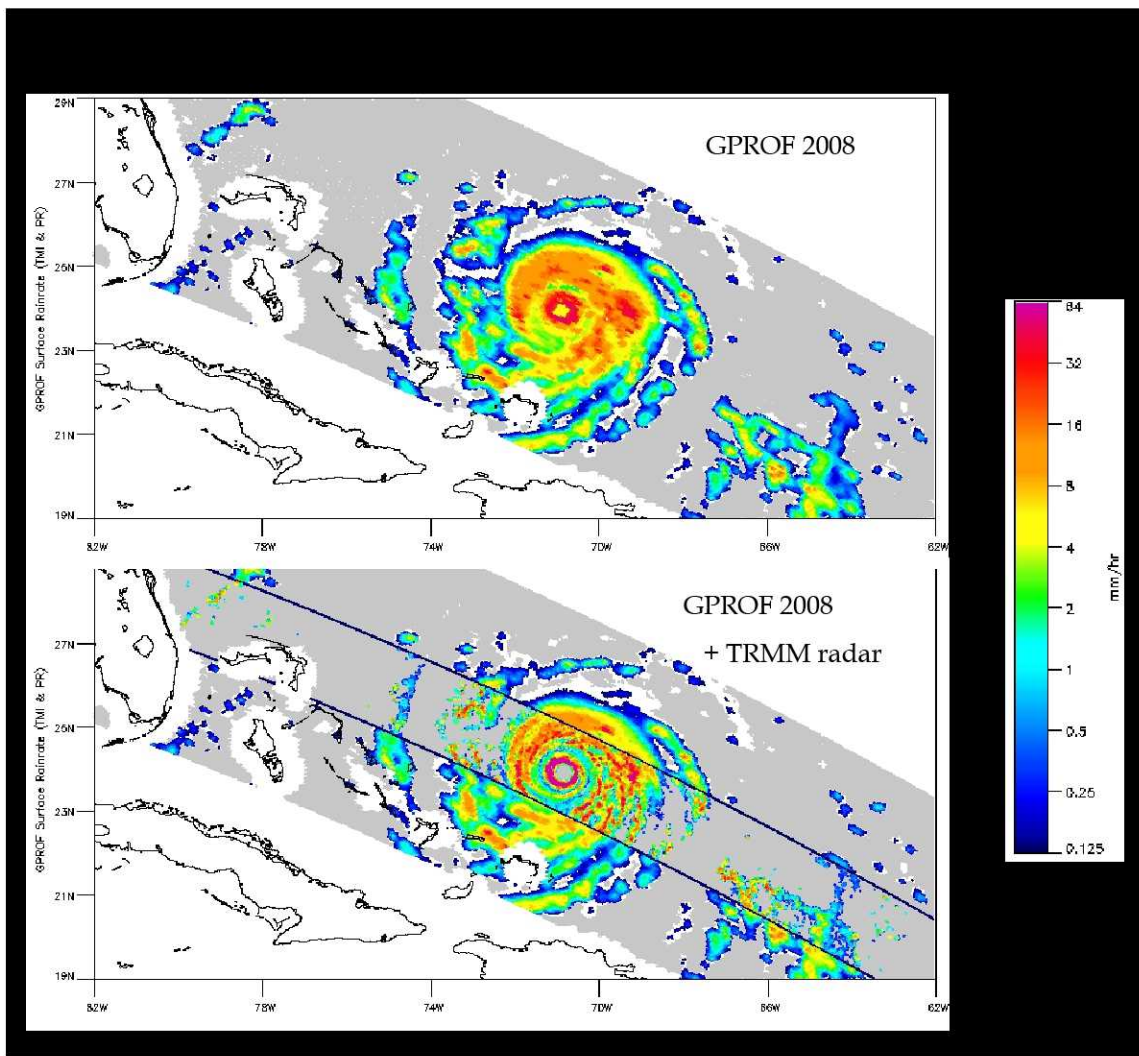 GPROF 2008
GPROF Surface Rainrate (TMI & PR)
29N
27N
25N
23N
21N
19N
82W
78W
74W
70W
66W
62W
GPROF 2008
+ TRMM radar
GPROF Surface Rainrate (TMI & PR)
27N
25N
23N
21N
19N
82W
78W
74W
70W
66W
62W
64
32
16
8
4
2
1
0.5
0.25
0.125
mm/hr